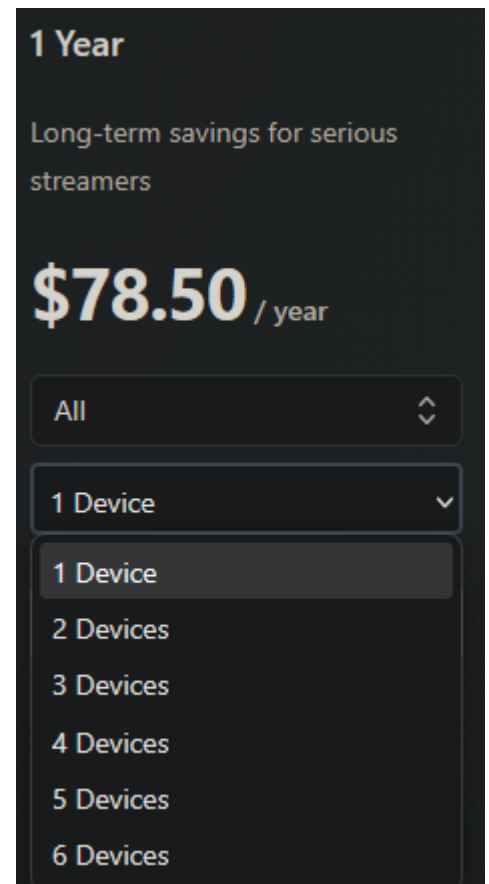 1 Year
Long-term savings for serious
streamers
$78.50 / year
All
1 Device
1 Device
2 Devices
3 Devices
4 Devices
5 Devices
6 Devices